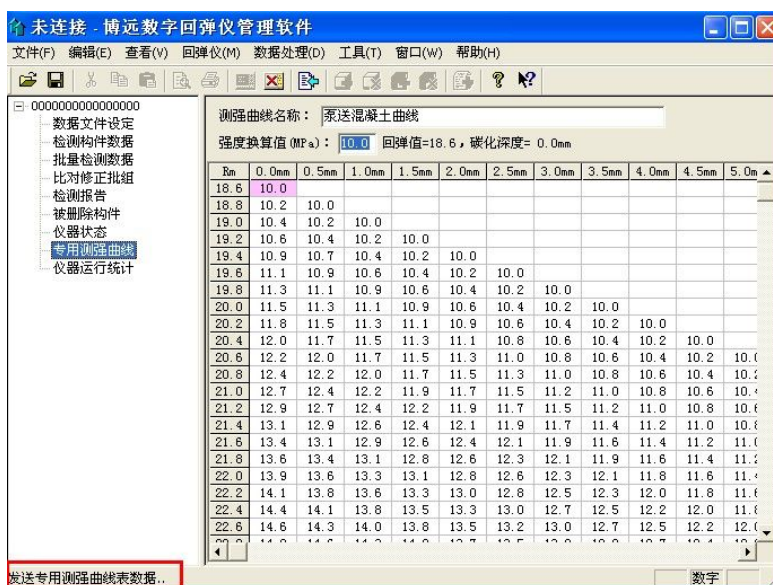 未连接 - 博远数字回弹仪管理软件
文件(F) 编辑(E) 查看(V) 回弹仪(M) 数据处理(D) 工具(T) 窗口(W) 帮助(H)
0000000000000000
数据文件设定
检测构件数据
批量检测数据
比对修正批组
检测报告
被删除构件
仪器状态
专用测强曲线
仪器运行统计
测强曲线名称： 泵送混凝土曲线
强度换算值(MPa)： 10.0 回弹值=18.6，碳化深度= 0.0mm
Rm 0.0mm 0.5mm 1.0mm 1.5mm 2.0mm 2.5mm 3.0mm 3.5mm 4.0mm 4.5mm 5.0m
18.6 10.0
18.8 10.2 10.0
19.0 10.4 10.2 10.0
19.2 10.6 10.4 10.2 10.0
19.4 10.9 10.7 10.4 10.2 10.0
19.6 11.1 10.9 10.6 10.4 10.2 10.0
19.8 11.3 11.1 10.9 10.6 10.4 10.2 10.0
20.0 11.5 11.3 11.1 10.9 10.6 10.4 10.2 10.0
20.2 11.8 11.5 11.3 11.1 10.9 10.6 10.4 10.2 10.0
20.4 12.0 11.7 11.5 11.3 11.1 10.8 10.6 10.4 10.2 10.0
20.6 12.2 12.0 11.7 11.5 11.3 11.0 10.8 10.6 10.4 10.2
20.8 12.4 12.2 12.0 11.7 11.5 11.3 11.0 10.8 10.6 10.4
21.0 12.7 12.4 12.2 11.9 11.7 11.5 11.2 11.0 10.8 10.6
21.2 12.9 12.7 12.4 12.2 11.9 11.7 11.5 11.2 11.0 10.8
21.4 13.1 12.9 12.6 12.4 12.1 11.9 11.7 11.4 11.2 11.0
21.6 13.4 13.1 12.9 12.6 12.4 12.1 11.9 11.6 11.4 11.2
21.8 13.6 13.4 13.1 12.8 12.6 12.3 12.1 11.9 11.6 11.4
22.0 13.9 13.6 13.3 13.1 12.8 12.6 12.3 12.1 11.8 11.6
22.2 14.1 13.8 13.6 13.3 13.0 12.8 12.5 12.3 12.0 11.8
22.4 14.4 14.1 13.8 13.5 13.3 13.0 12.7 12.5 12.2 12.0
22.6 14.6 14.3 14.0 13.8 13.5 13.2 13.0 12.7 12.5 12.2
发送专用测强曲线表数据..
数字